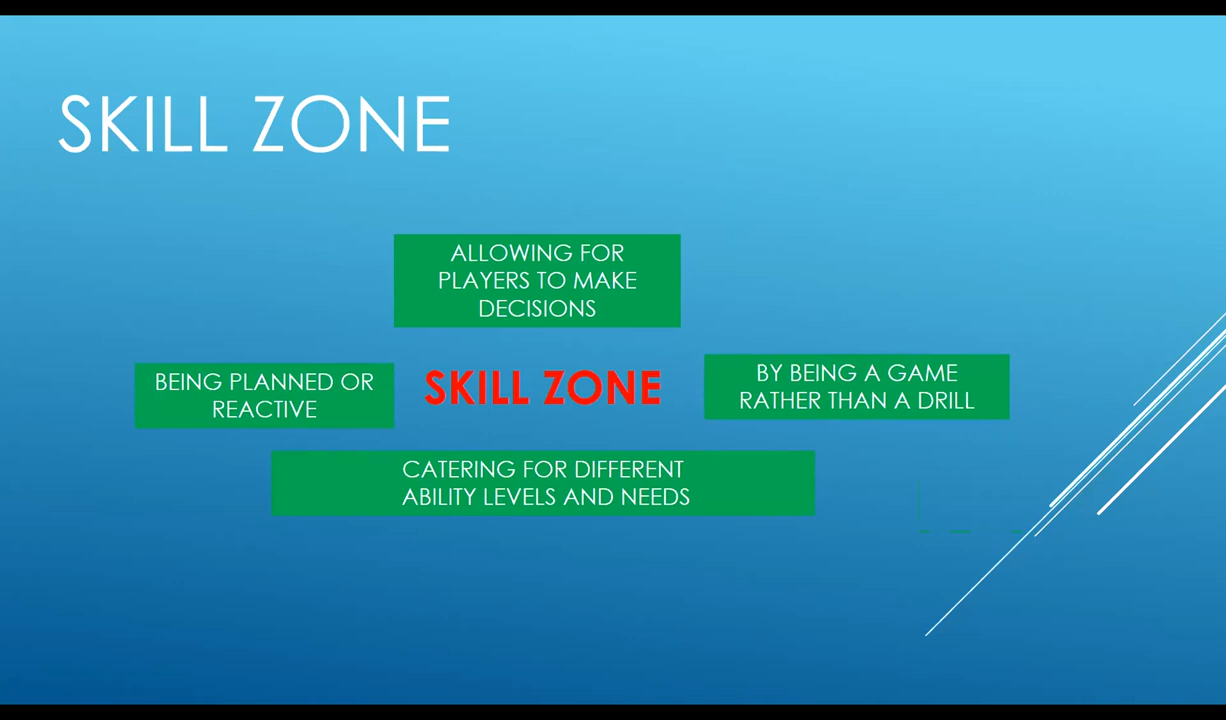 SKILL ZONE
ALLOWING FOR
PLAYERS TO MAKE
DECISIONS
BEING PLANNED OR
REACTIVE
SKILL ZONE
BY BEING A GAME
RATHER THAN A DRILL
CATERING FOR DIFFERENT
ABILITY LEVELS AND NEEDS